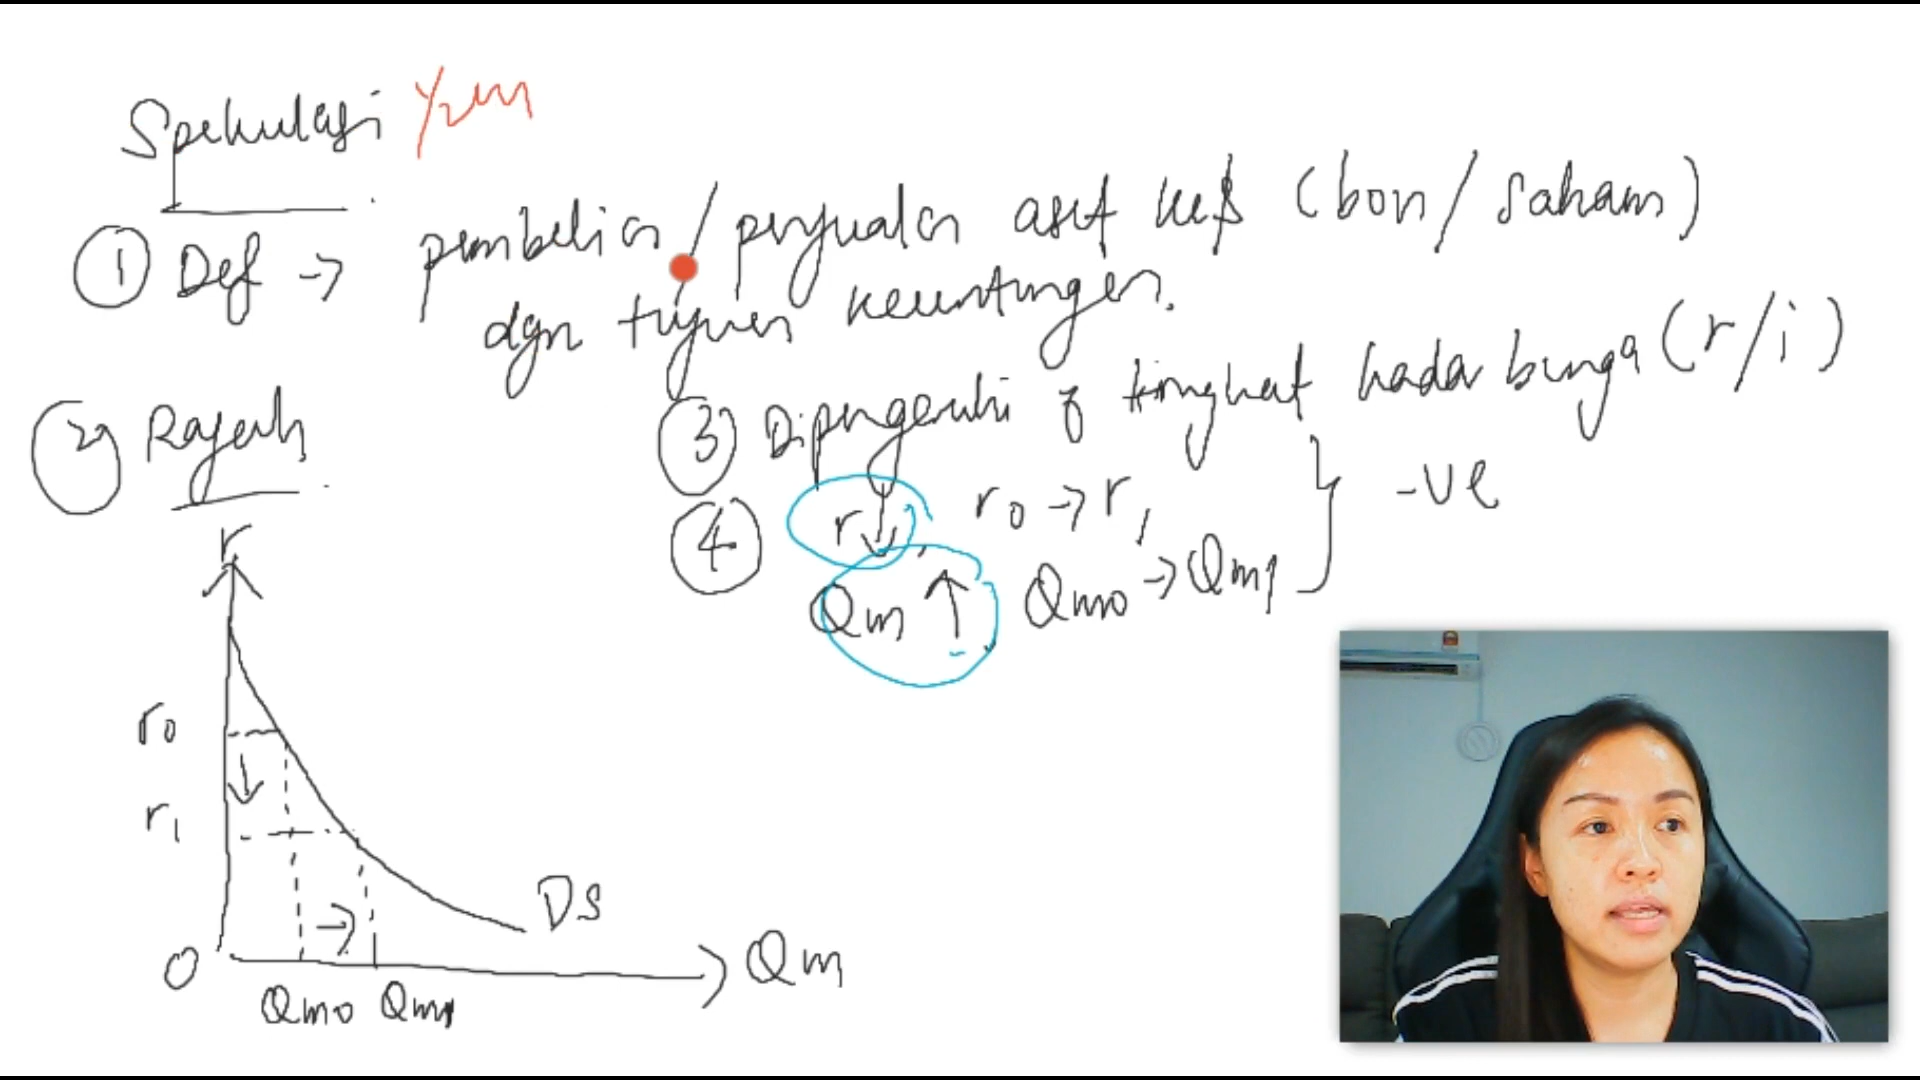 Spekulasi
① Def → pembelian / penjualan aset kew (bon / saham)
dgn tujuan keuntungan.
② Rajah
③ Dipengaruhi tingkat kadar bunga (r/i)
④ r↓ r0 → r1
Qm ↑ Qm0 → Qm1 } -ve
r
r0
r1
DS
O
Qm
Qm0 Qm1